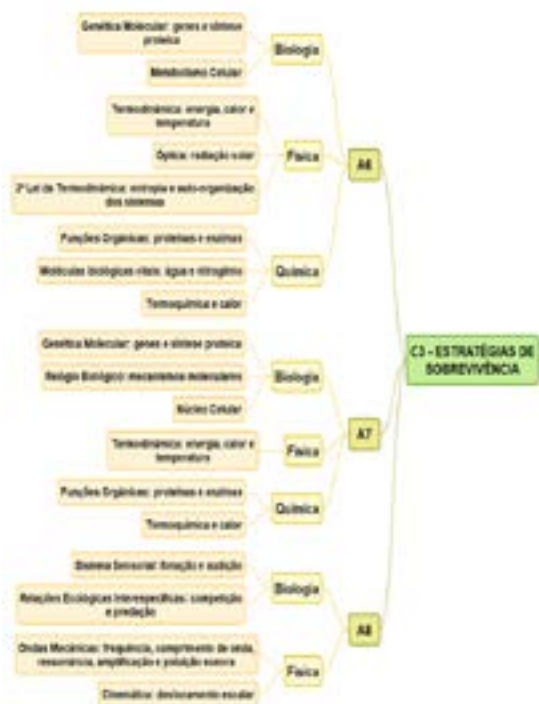 Genética Molecular: genes e síntese
proteica
Metabolismo Celular
Biologia
Termodinâmica: energia, calor e
temperatura
Óptica: radiação solar
2ª Lei da Termodinâmica: entropia e auto-organização
dos sistemas
Física
Funções Orgânicas: proteínas e enzimas
Moléculas biológicas vitais: água e nitrogênio
Termoquímica e calor
Química
A6
Genética Molecular: genes e síntese proteica
Relógio Biológico: mecanismos moleculares
Núcleo Celular
Biologia
Termodinâmica: energia, calor e
temperatura
Física
Funções Orgânicas: proteínas e enzimas
Termoquímica e calor
Química
A7
C3 - ESTRATÉGIAS DE
SOBREVIVÊNCIA
Sistema Sensorial: fonação e audição
Relações Ecológicas Interespecíficas: competição
e predação
Biologia
Ondas Mecânicas: frequência, comprimento de onda,
ressonância, amplificação e poluição sonora
Cinemática: deslocamento escalar
Física
A8